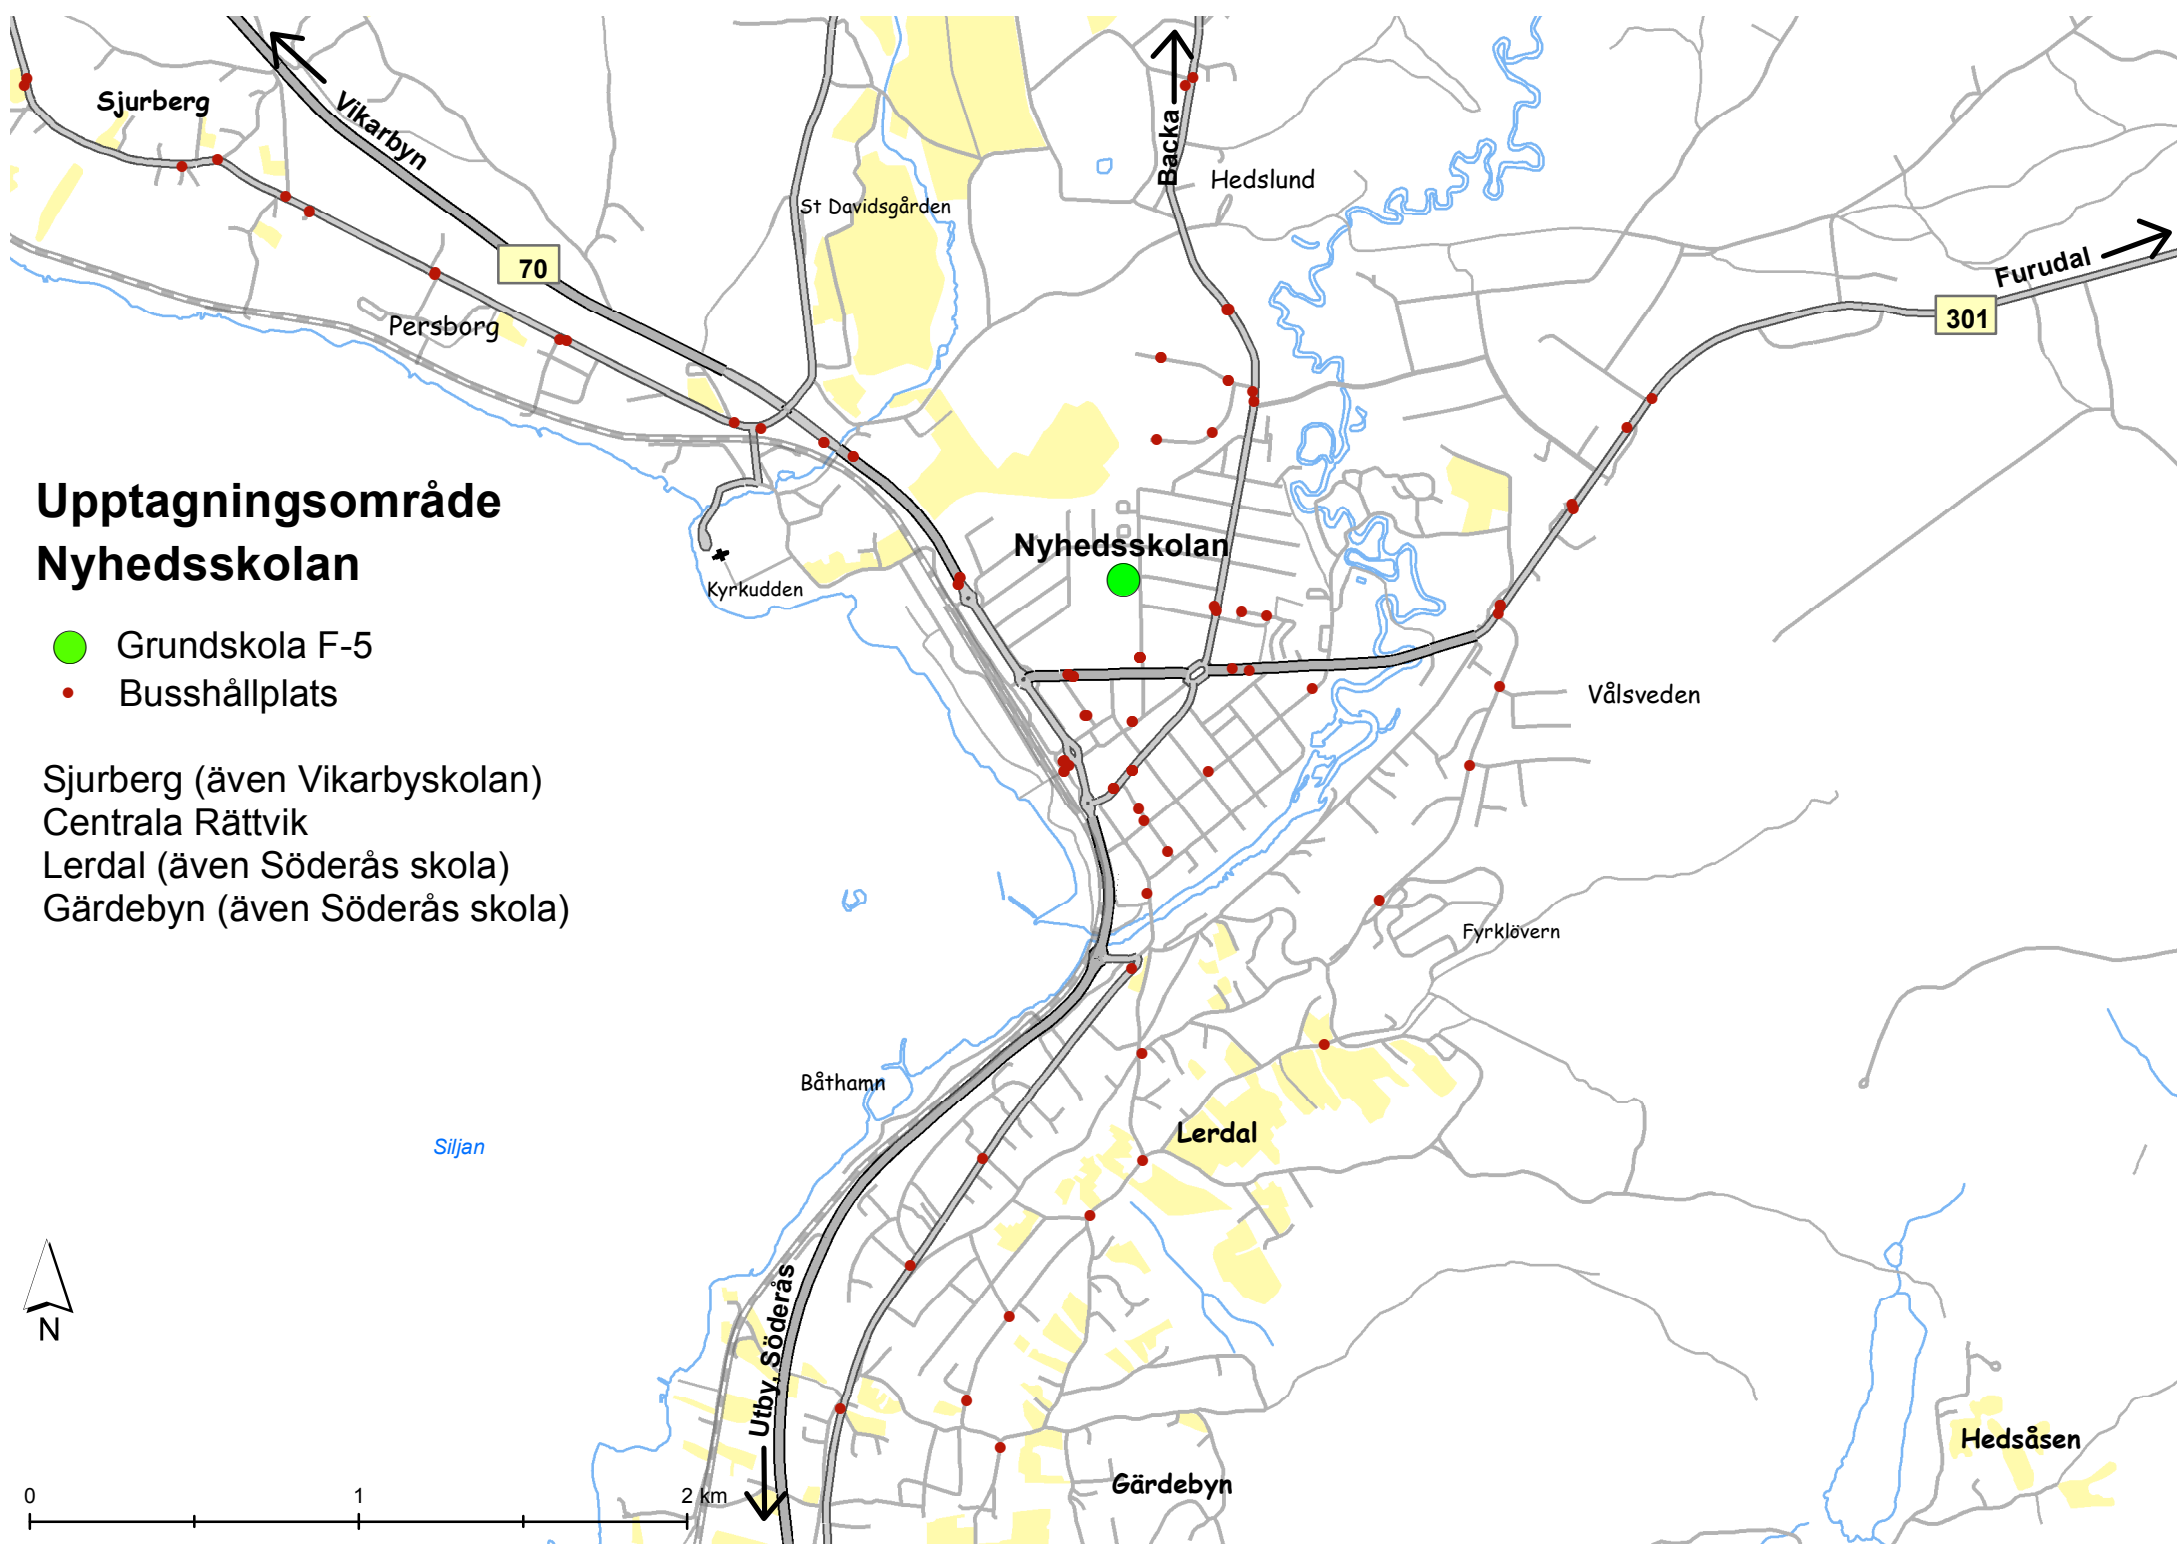 Sjurberg
Vikarbyn
Backa
Hedslund
St Davidsgården
Furudal
70
301
Persborg
Upptagningsområde
Nyhedsskolan
Nyhedsskolan
Kyrkudden
Grundskola F-5
Busshållplats
Vålsveden
Sjurberg (även Vikarbyskolan)
Centrala Rättvik
Lerdal (även Söderås skola)
Gärdebyn (även Söderås skola)
Fyrklövern
Båthamn
Lerdal
Siljan
Utby, Söderås
N
Hedsåsen
Gärdebyn
0 1 2 km